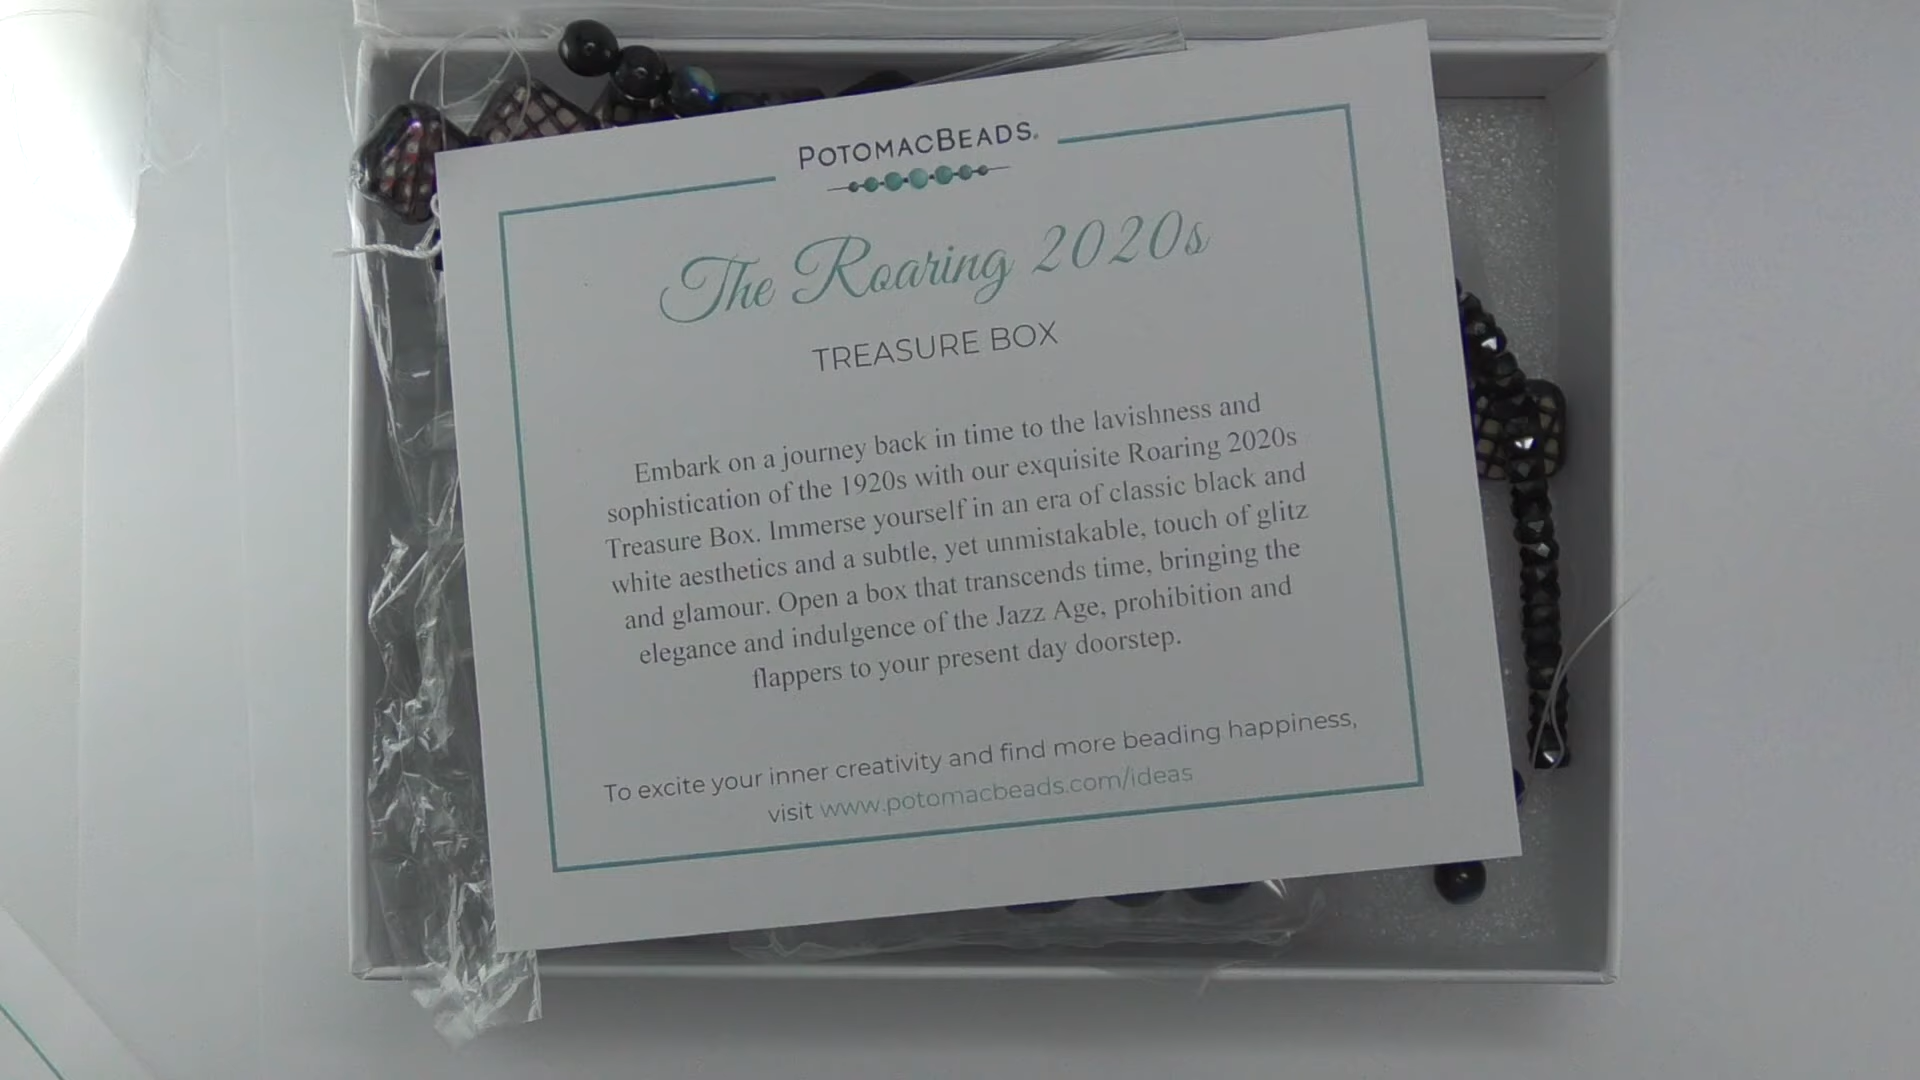 POTOMACBEADS®
The Roaring 2020s
TREASURE BOX
Embark on a journey back in time to the lavishness and
sophistication of the 1920s with our exquisite Roaring 2020s
Treasure Box. Immerse yourself in an era of classic black and
white aesthetics and a subtle, yet unmistakable, touch of glitz
and glamour. Open a box that transcends time, bringing the
elegance and indulgence of the Jazz Age, prohibition and
flappers to your present day doorstep.
To excite your inner creativity and find more beading happiness,
visit www.potomacbeads.com/ideas